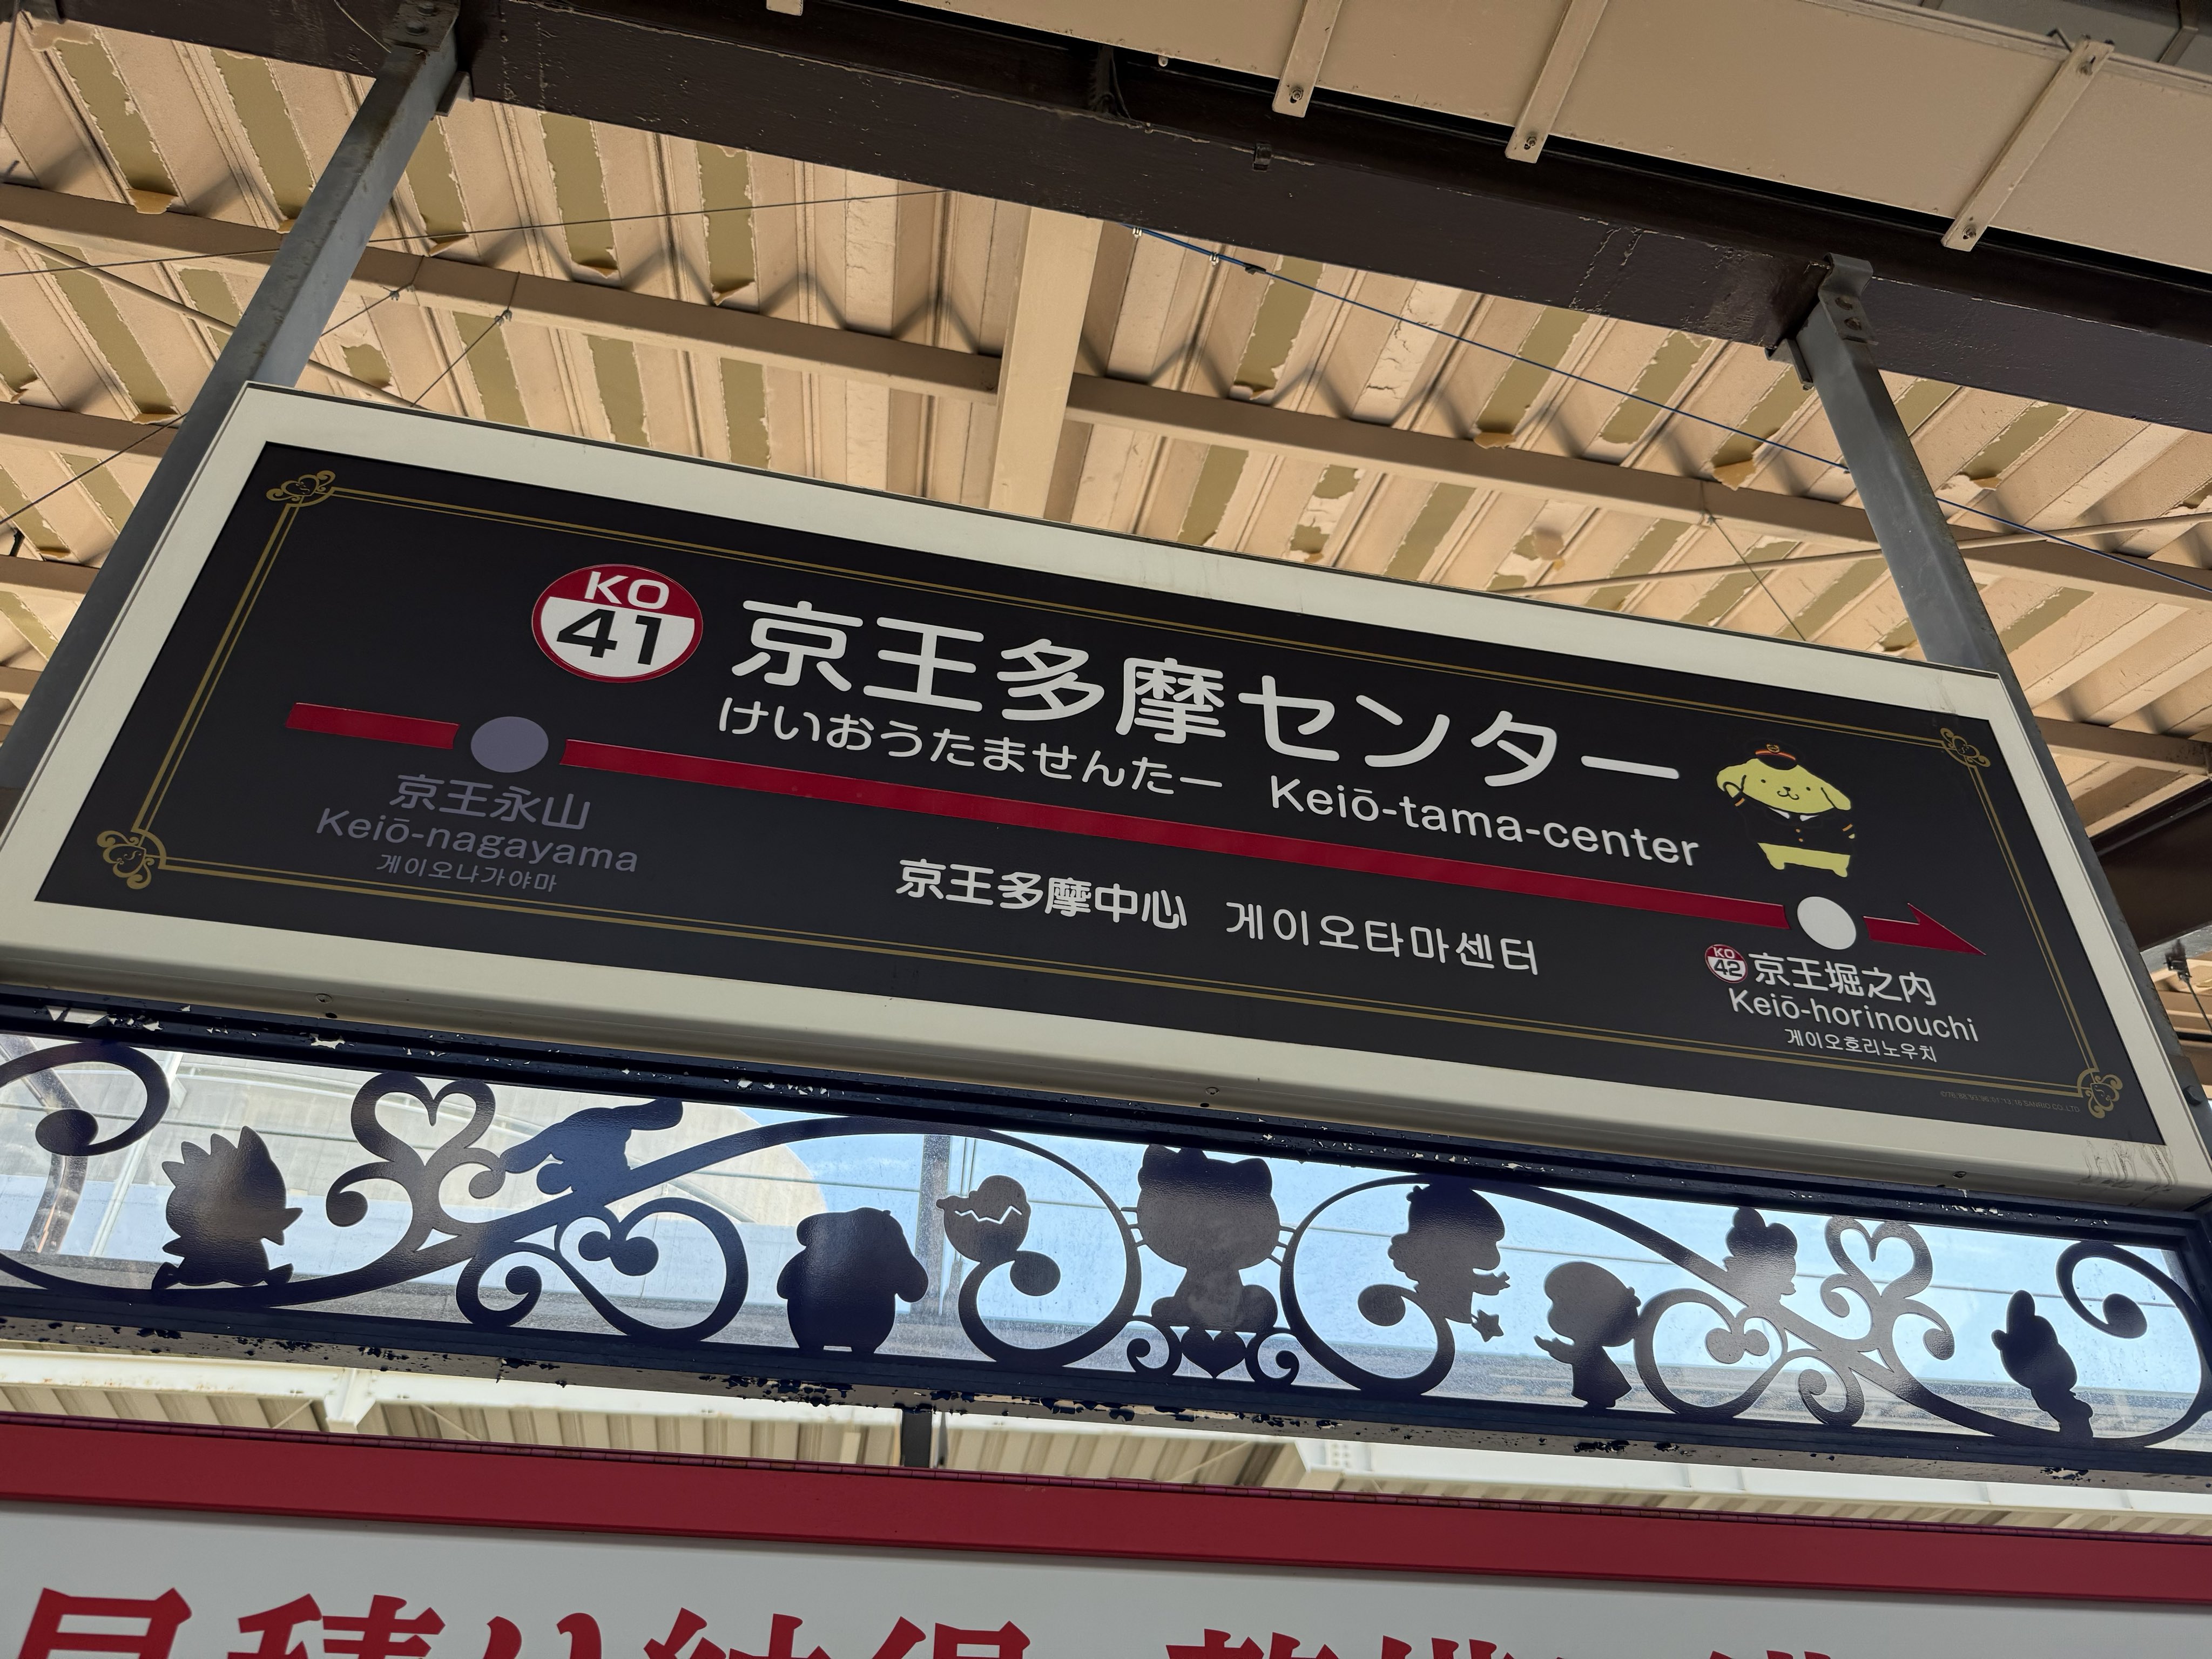 KO
41
京王多摩センター
けいおうたませんたー Keiō-tama-center
京王永山
Keiō-nagayama
게이오나가야마
京王多摩中心 게이오타마센터
KO
42
京王堀之内
Keiō-horinouchi
게이오호리노우치